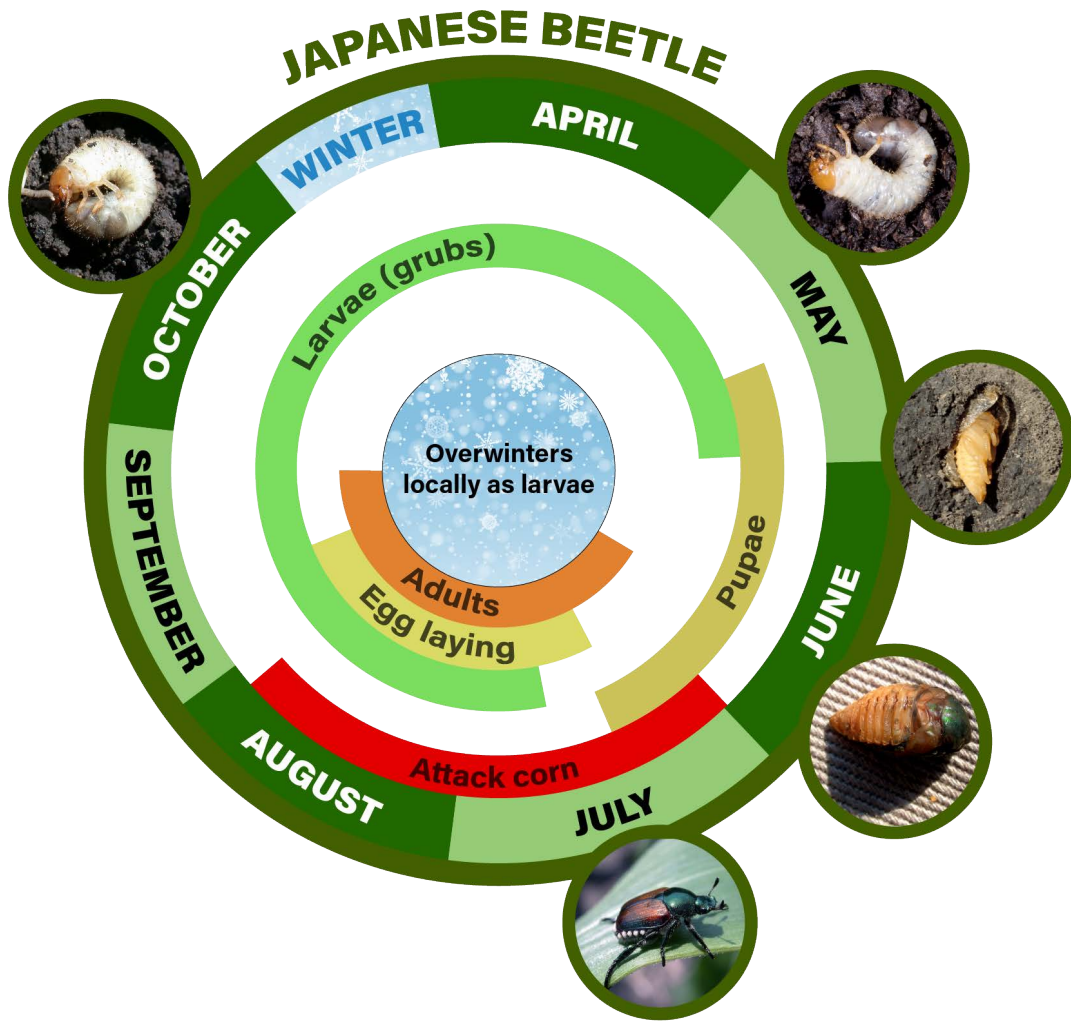 JAPANESE BEETLE
WINTER
APRIL
MAY
JUNE
JULY
AUGUST
SEPTEMBER
OCTOBER
Larvae (grubs)
Overwinters
locally as larvae
Adults
Egg laying
Pupae
Attack corn